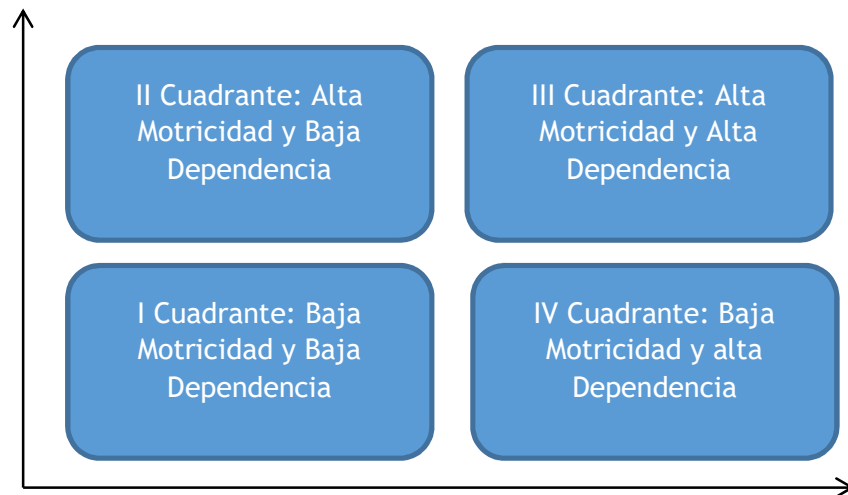 II Cuadrante: Alta
Motricidad y Baja
Dependencia
III Cuadrante: Alta
Motricidad y Alta
Dependencia
I Cuadrante: Baja
Motricidad y Baja
Dependencia
IV Cuadrante: Baja
Motricidad y alta
Dependencia